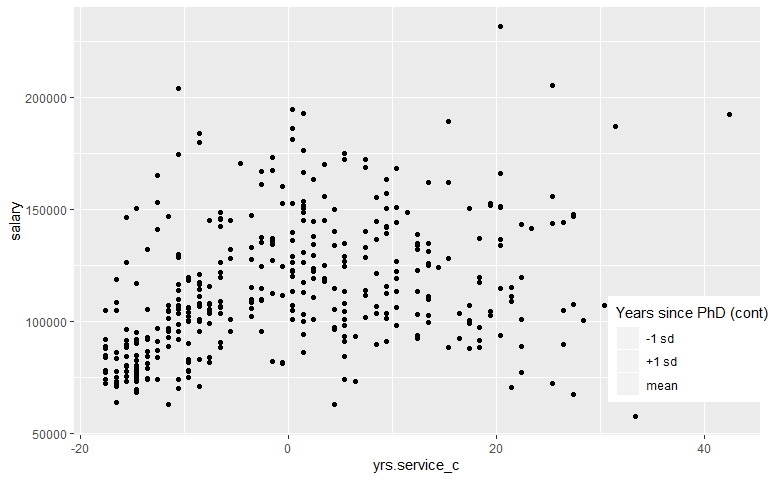 200000
150000
100000
50000
salary
-20
0
20
40
yrs.service_c
Years since PhD (cont)
-1 sd
+1 sd
mean